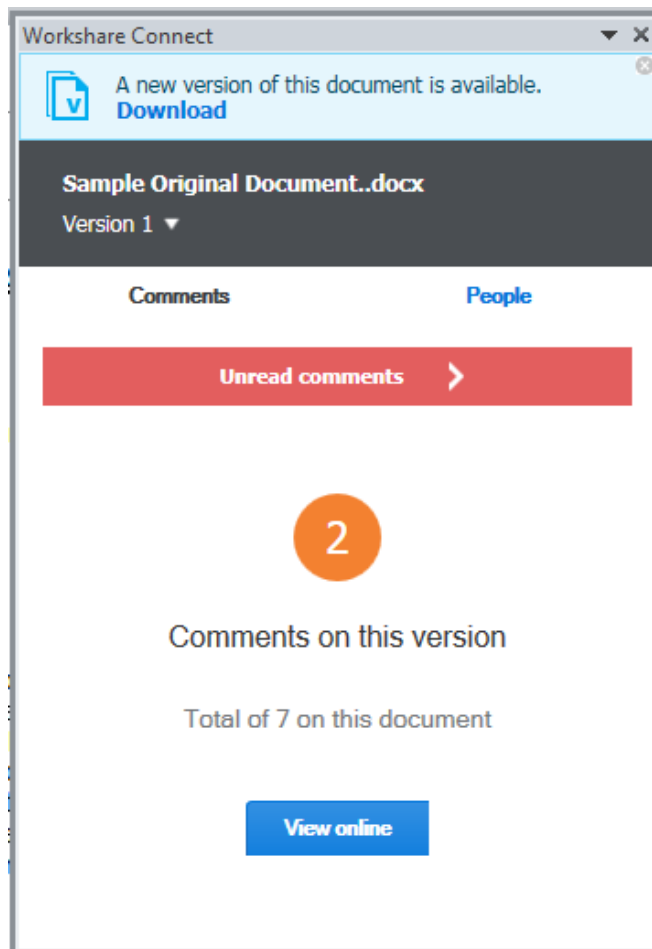 Workshare Connect
A new version of this document is available.
Download
Sample Original Document..docx
Version 1
Comments People
Unread comments
2
Comments on this version
Total of 7 on this document
View online